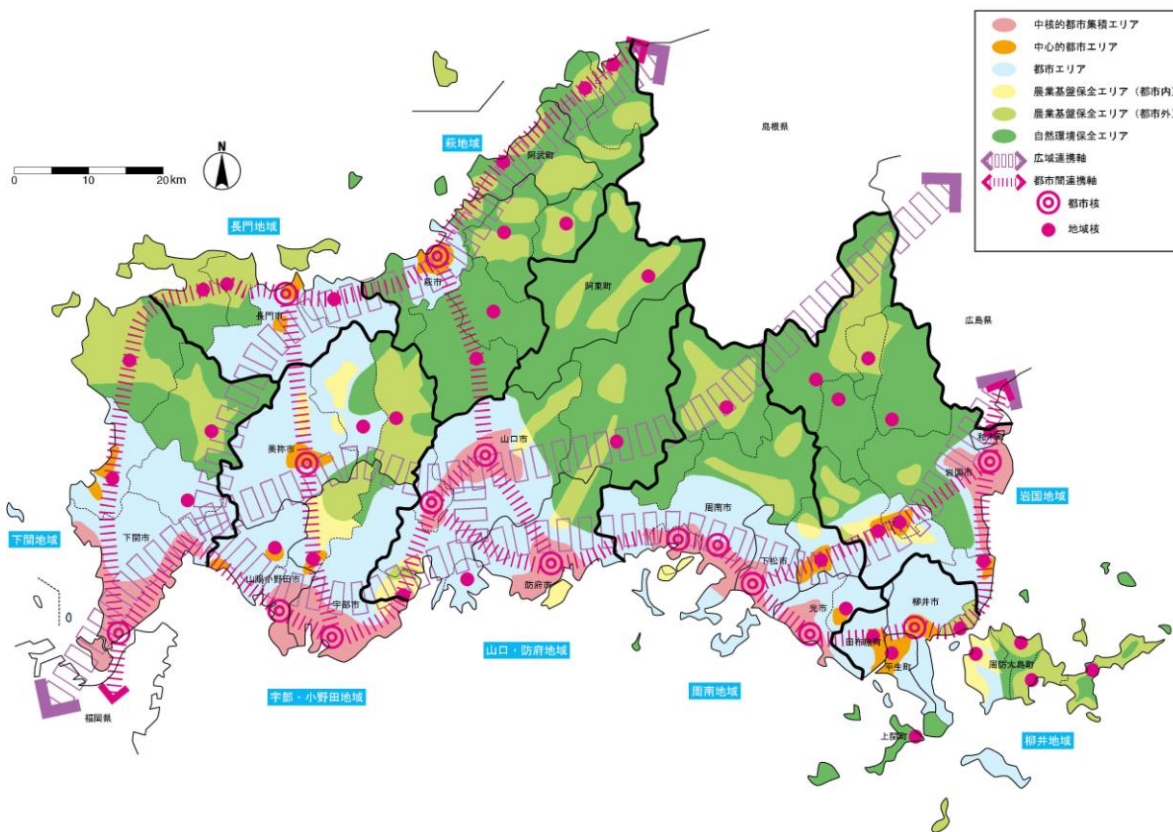 中核的都市集積エリア
中心的都市エリア
都市エリア
農業基盤保全エリア（都市内）
農業基盤保全エリア（都市外）
自然環境保全エリア
広域連携軸
都市間連携軸
都市核
地域核
島根県
萩地域
阿武町
N
0 10 20km
長門地域
萩市
阿東町
長門市
広島県
美祢市
山口市
和木町
岩国市
岩国地域
下関地域
下関市
周南市
下松市
山陽小野田市
宇部市
防府市
光市
柳井市
田布施町
平生町
周防大島町
山口・防府地域
宇部・小野田地域
周南地域
福岡県
上関町
柳井地域